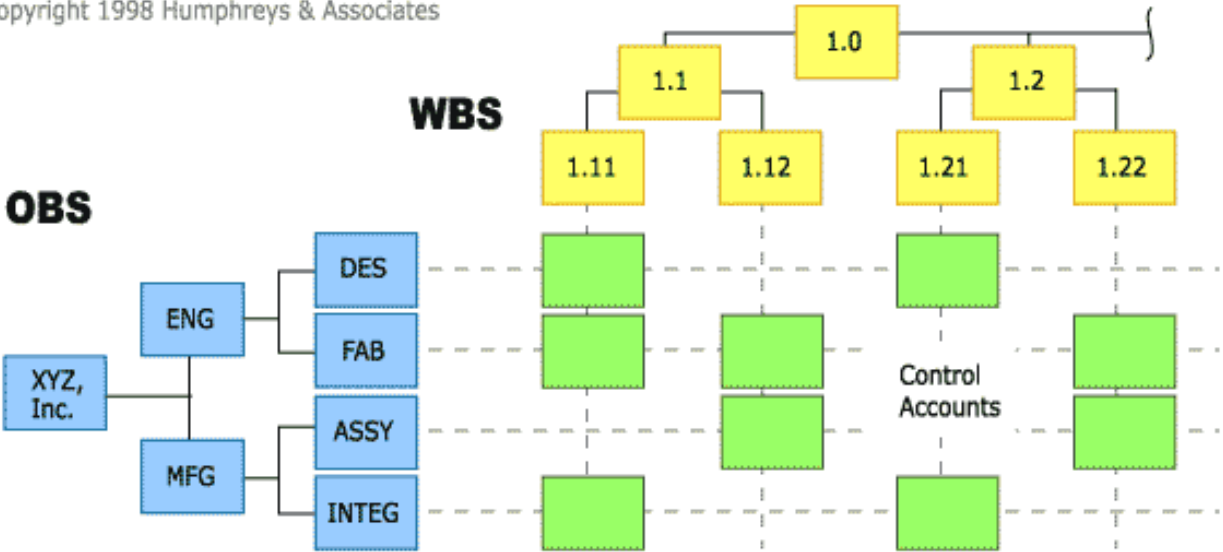 opyright 1998 Humphreys & Associates
1.0
1.1
1.2
WBS
1.11
1.12
1.21
1.22
OBS
DES
ENG
FAB
XYZ,
Inc.
Control
Accounts
ASSY
MFG
INTEG